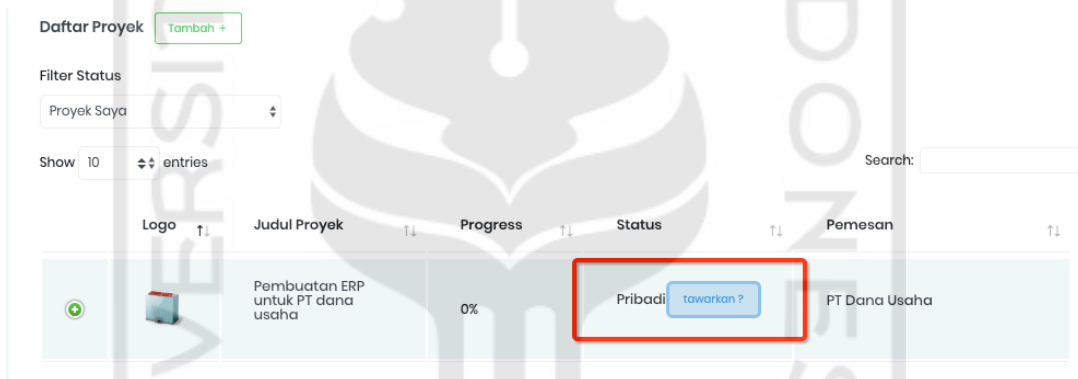 Daftar Proyek Tambah +
Filter Status
Proyek Saya
Show 10 entries Search:
Logo Judul Proyek Progress Status Pemesan
Pembuatan ERP
untuk PT dana
usaha
0%
Pribadi tawarkan ?
PT Dana Usaha